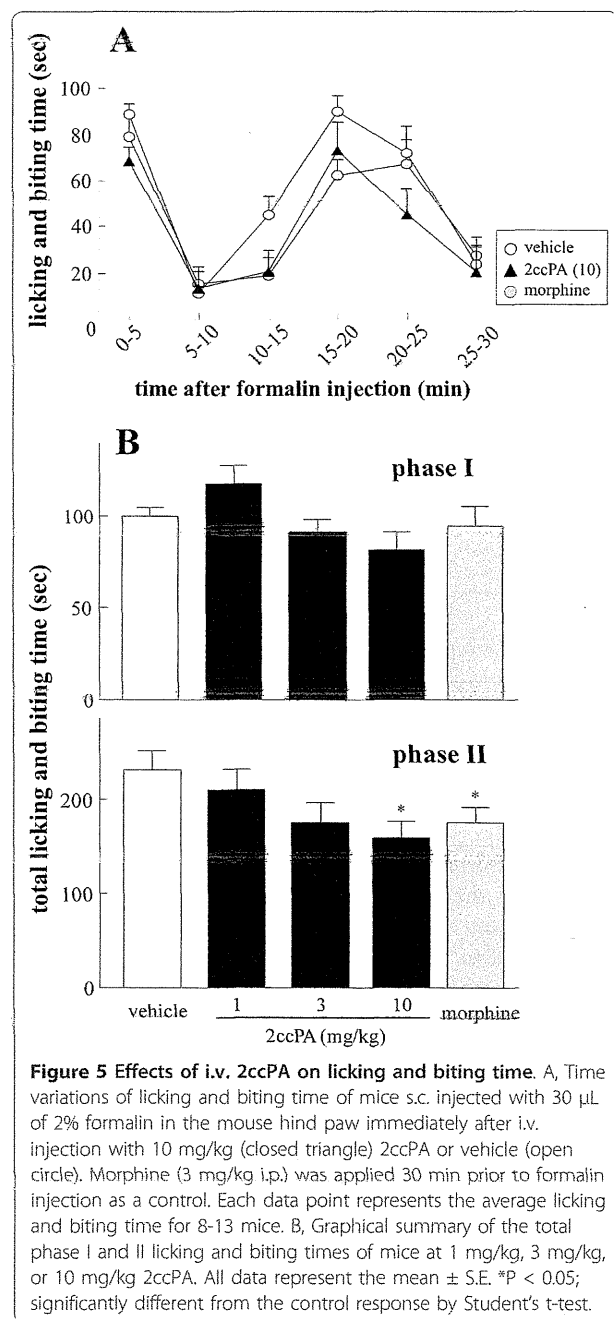 A
licking and biting time (sec)
100
80
60
40
20
0
0-5
5-10
10-15
15-20
20-25
25-30
time after formalin injection (min)
vehicle
2ccPA (10)
morphine
B
phase I
100
50
0
phase II
200
100
0
total licking and biting time (sec)
vehicle
1
3
10
morphine
* *
2ccPA (mg/kg)
Figure 5 Effects of i.v. 2ccPA on licking and biting time. A, Time
variations of licking and biting time of mice s.c. injected with 30 μL
of 2% formalin in the mouse hind paw immediately after i.v.
injection with 10 mg/kg (closed triangle) 2ccPA or vehicle (open
circle). Morphine (3 mg/kg i.p.) was applied 30 min prior to formalin
injection as a control. Each data point represents the average licking
and biting time for 8-13 mice. B, Graphical summary of the total
phase I and II licking and biting times of mice at 1 mg/kg, 3 mg/kg,
or 10 mg/kg 2ccPA. All data represent the mean ± S.E. *P < 0.05;
significantly different from the control response by Student's t-test.